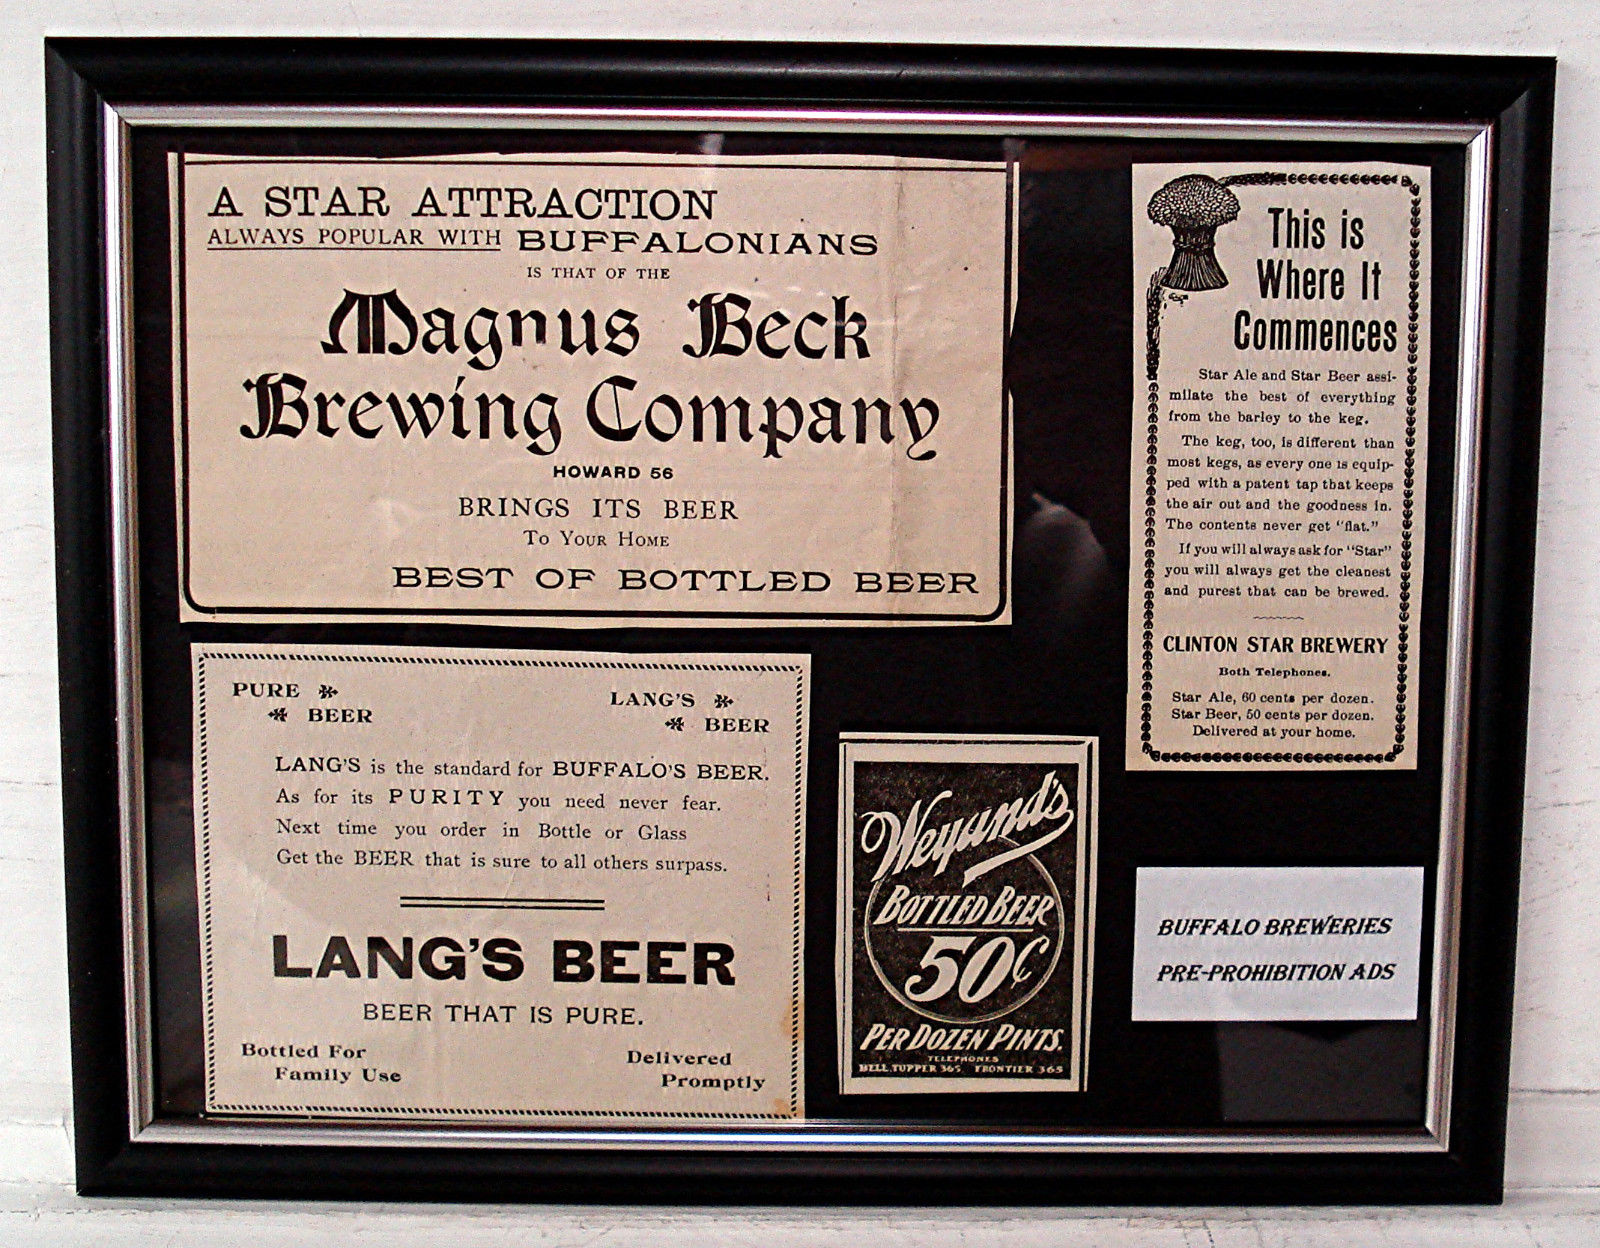 A STAR ATTRACTION
ALWAYS POPULAR WITH BUFFALONIANS
IS THAT OF THE
Magnus Beck
Brewing Company
HOWARD 56
BRINGS ITS BEER
To Your Home
BEST OF BOTTLED BEER
This is
Where It
Commences
Star Ale and Star Beer assi-
milate the best of everything
from the barley to the keg.
The keg, too, is different than
most kegs, as every one is equip-
ped with a patent tap that keeps
the air out and the goodness in.
The contents never get "flat."
If you will always ask for "Star"
you will always get the cleanest
and purest that can be brewed.
CLINTON STAR BREWERY
Both Telephones.
Star Ale, 60 cents per dozen.
Star Beer, 50 cents per dozen.
Delivered at your home.
PURE
BEER
LANG'S
BEER
LANG'S is the standard for BUFFALO'S BEER.
As for its PURITY you need never fear.
Next time you order in Bottle or Glass
Get the BEER that is sure to all others surpass.
LANG'S BEER
BEER THAT IS PURE.
Bottled For
Family Use
Delivered
Promptly
Weyand's
BOTTLED BEER
50¢
PER DOZEN PINTS.
TELEPHONES
BELL, TUPPER 365. FRONTIER 365
BUFFALO BREWERIES
PRE-PROHIBITION ADS